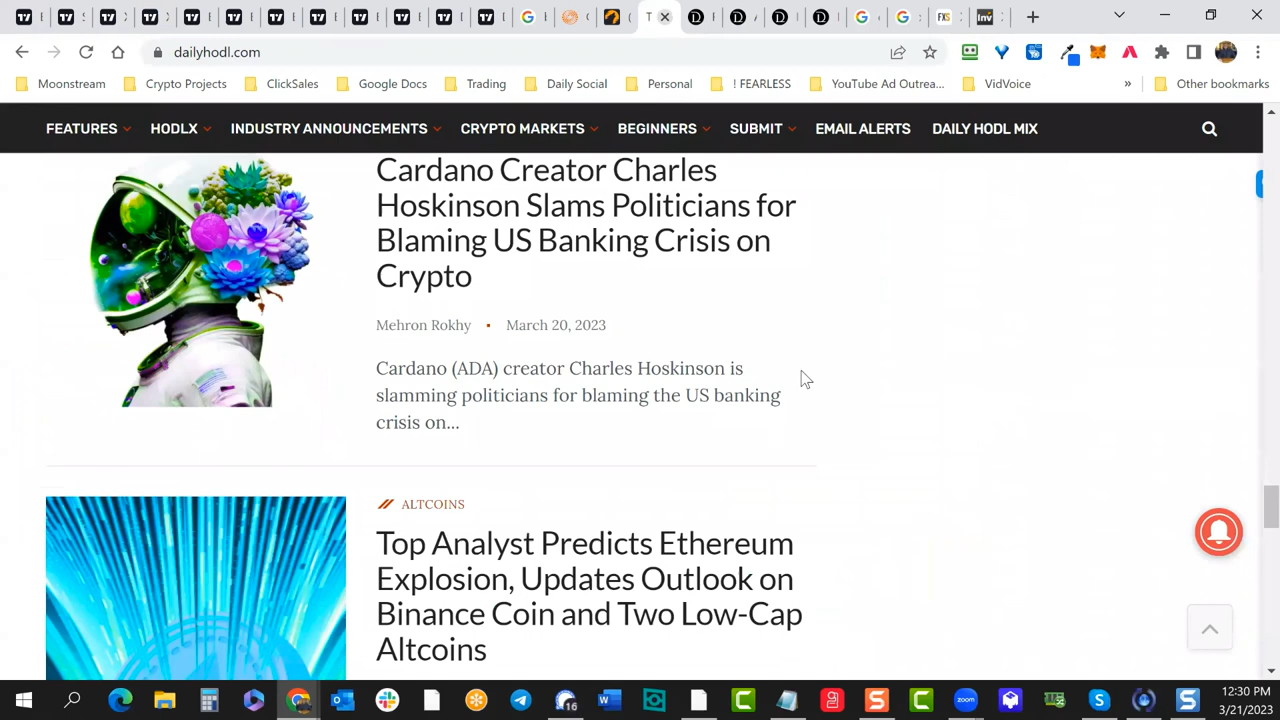 dailyhodl.com
Moonstream
Crypto Projects
ClickSales
Google Docs
Trading
Daily Social
Personal
! FEARLESS
YouTube Ad Outrea...
VidVoice
»
Other bookmarks
FEATURES
HODLX
INDUSTRY ANNOUNCEMENTS
CRYPTO MARKETS
BEGINNERS
SUBMIT
EMAIL ALERTS
DAILY HODL MIX
Cardano Creator Charles
Hoskinson Slams Politicians for
Blaming US Banking Crisis on
Crypto
Mehron Rokhy • March 20, 2023
Cardano (ADA) creator Charles Hoskinson is
slamming politicians for blaming the US banking
crisis on...
ALTCOINS
Top Analyst Predicts Ethereum
Explosion, Updates Outlook on
Binance Coin and Two Low-Cap
Altcoins
16
zoom
12:30 PM
3/21/2023